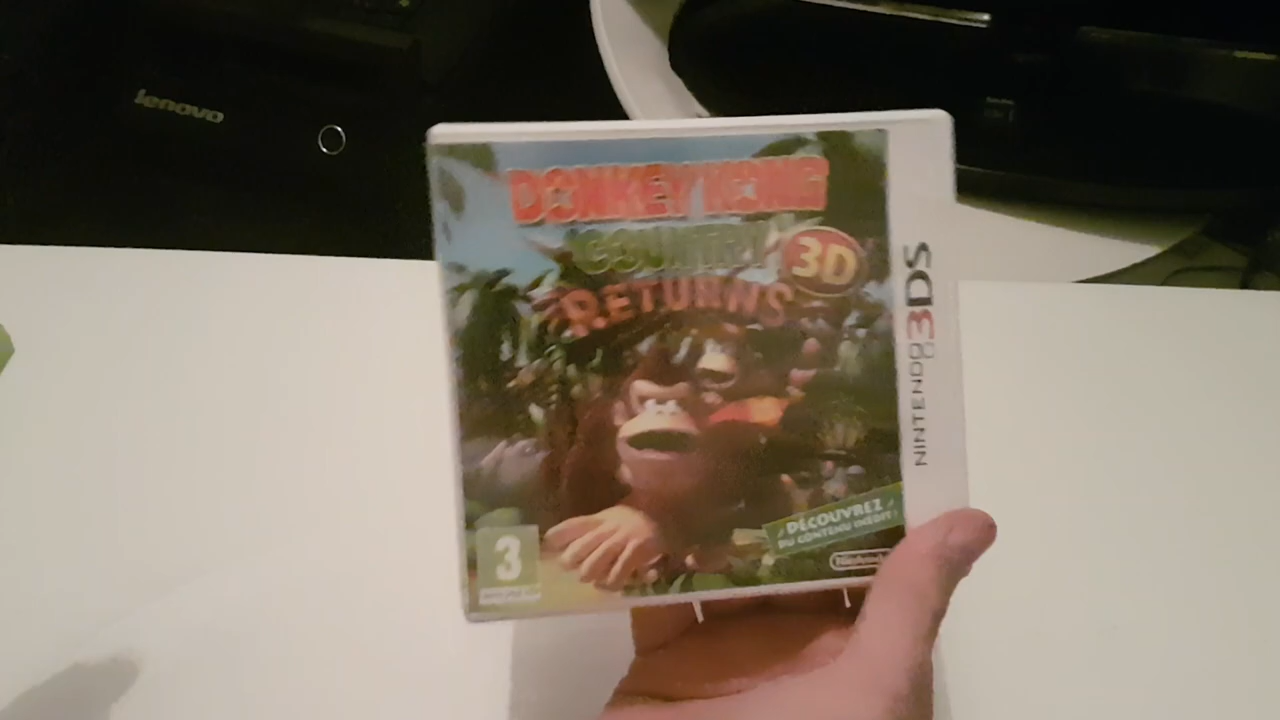 lenovo
DONKEY KONG
COUNTRY
3D
RETURNS
NINTENDO 3DS
DÉCOUVREZ
DU CONTENU INÉDIT !
3
Nintendo